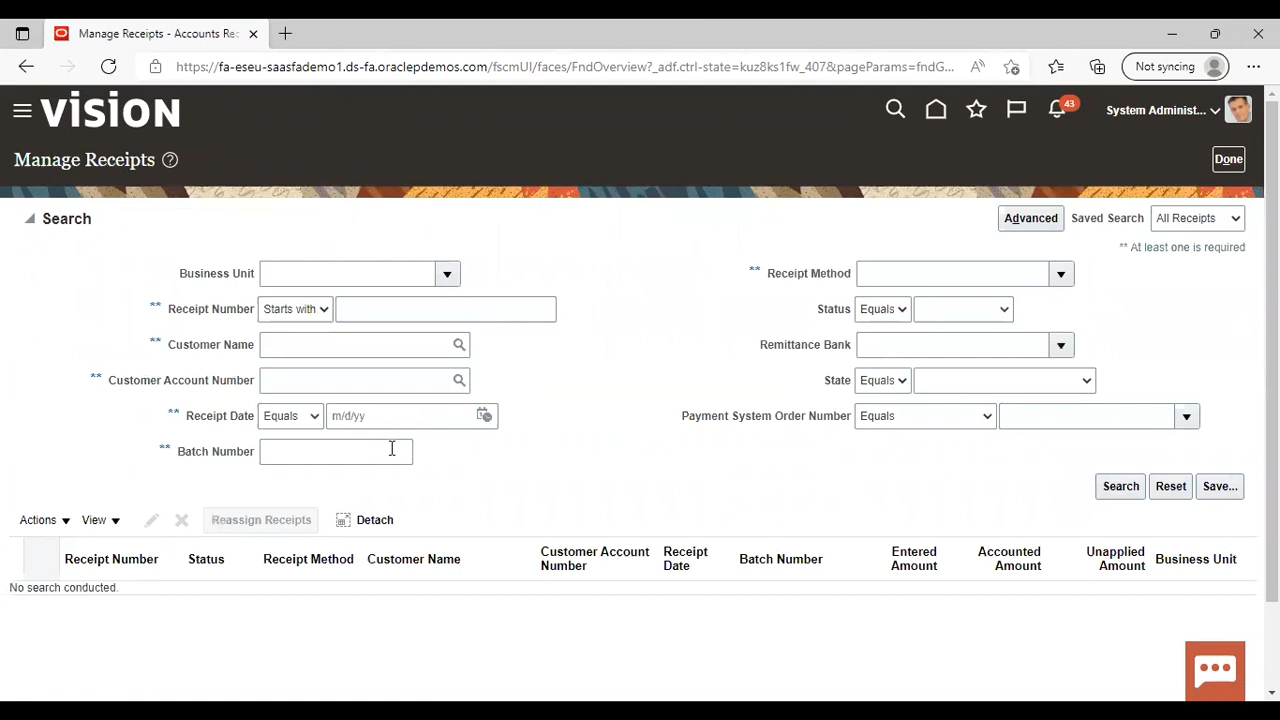 Manage Receipts - Accounts Rec
https://fa-eseu-saasfademo1.ds-fa.oraclepdemos.com/fscmUI/faces/FndOverview?_adf.ctrl-state=kuz9ks1fw_407&pageParams=fndG...
Not syncing
VISION
43
System Administ...
Manage Receipts
Done
Search
Advanced Saved Search All Receipts
** At least one is required
Business Unit
** Receipt Method
** Receipt Number Starts with
Status Equals
** Customer Name
Remittance Bank
** Customer Account Number
State Equals
** Receipt Date Equals m/d/yy
Payment System Order Number Equals
** Batch Number
Search Reset Save...
Actions View Reassign Receipts Detach
Receipt Number Status Receipt Method Customer Name Customer Account Number Receipt Date Batch Number Entered Amount Accounted Amount Unapplied Amount Business Unit
No search conducted.